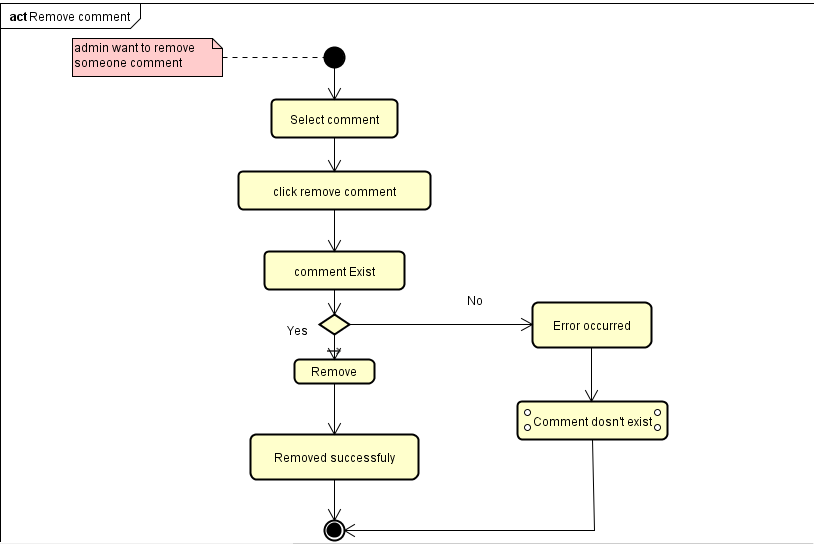 act Remove comment
admin want to remove
someone comment
Select comment
click remove comment
comment Exist
No
Yes
Error occurred
Remove
Comment dosn't exist
Removed successfuly